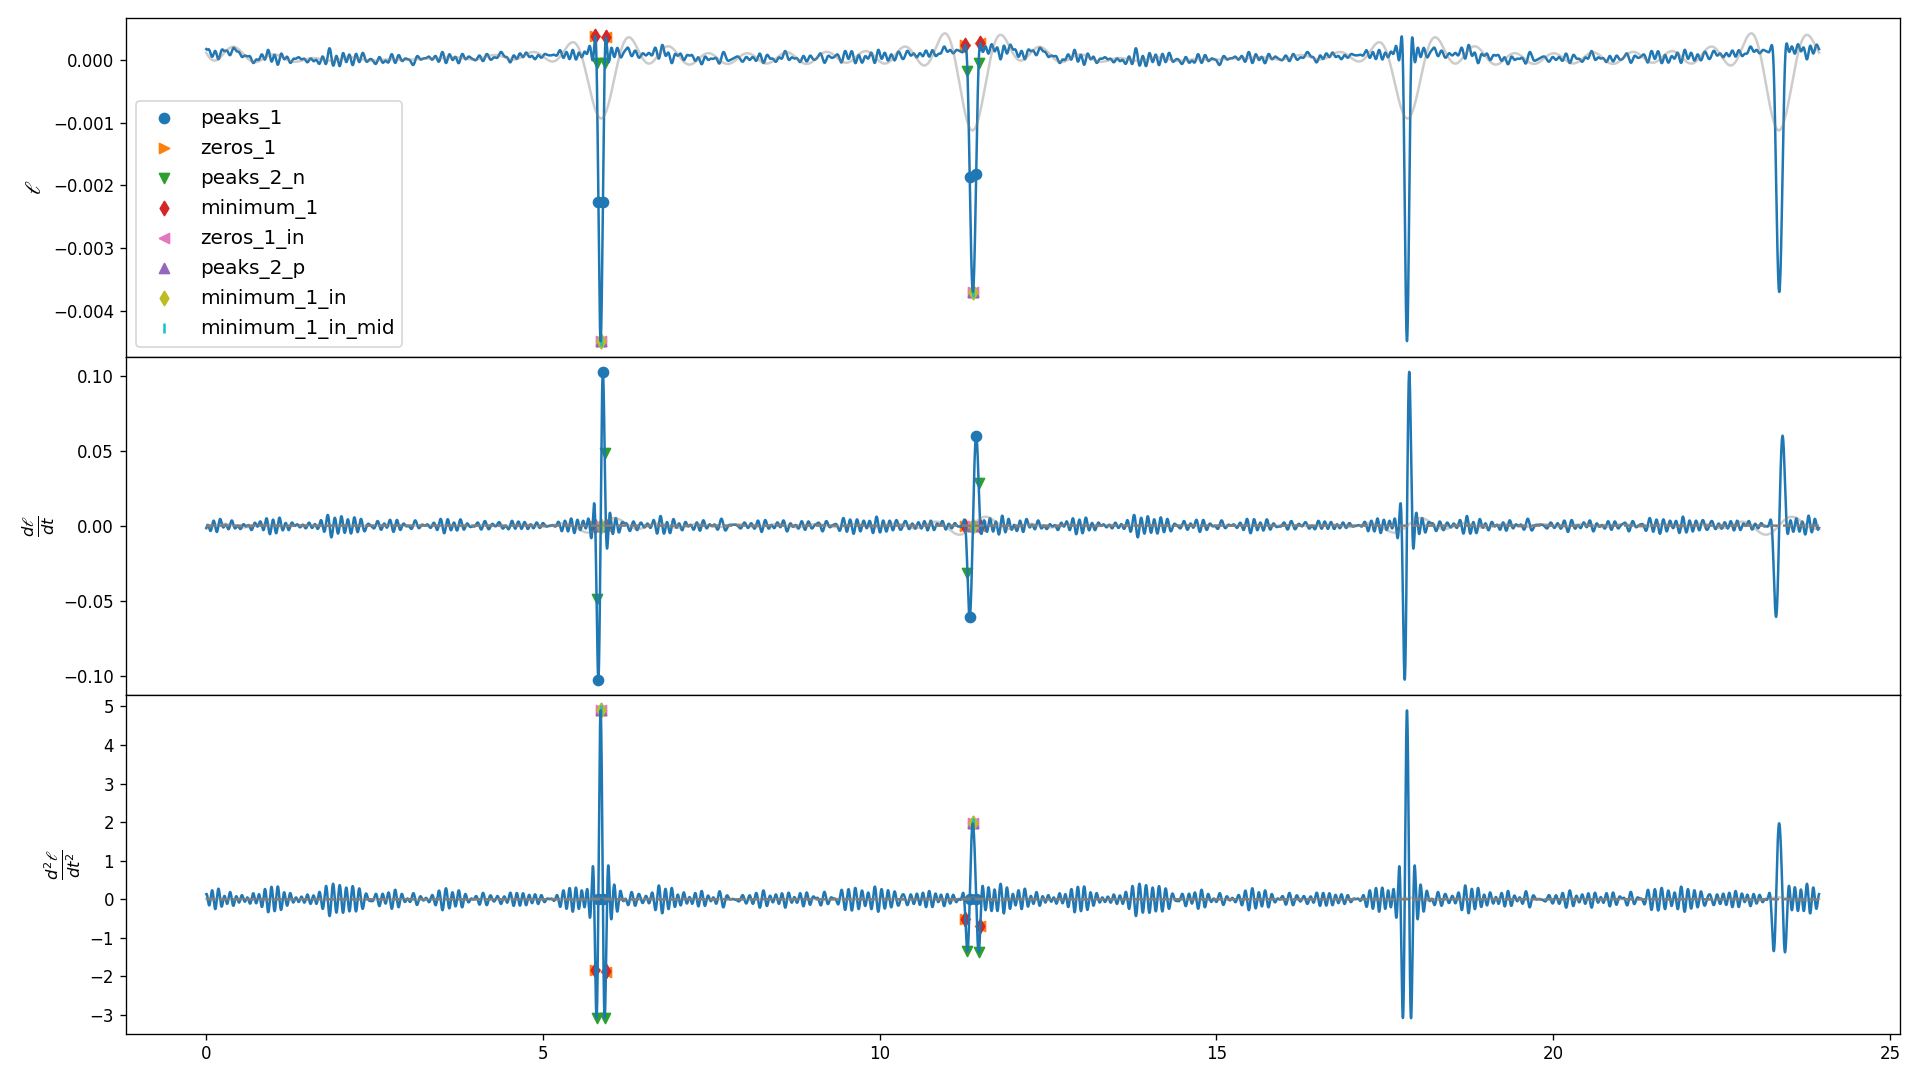 0.000
−0.001
−0.002
−0.003
−0.004
ℓ
peaks_1
zeros_1
peaks_2_n
minimum_1
zeros_1_in
peaks_2_p
minimum_1_in
minimum_1_in_mid
0.10
0.05
0.00
−0.05
−0.10
dℓ
dt
5
4
3
2
1
0
−1
−2
−3
d²ℓ
dt²
0 5 10 15 20 25